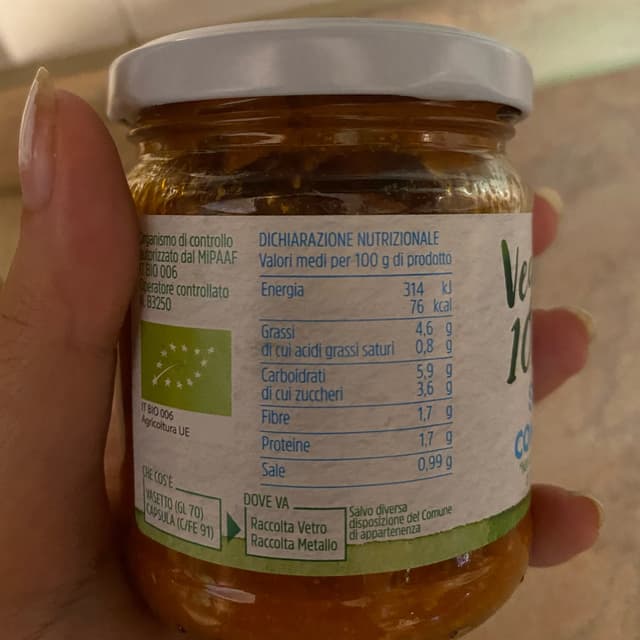 Organismo di controllo
autorizzato dal MIPAAF
IT BIO 006
Operatore controllato
83250
IT BIO 006
Agricoltura UE
DICHIARAZIONE NUTRIZIONALE
Valori medi per 100 g di prodotto
Energia 314 kJ
76 kcal
Grassi 4,6 g
di cui acidi grassi saturi 0,8 g
Carboidrati 5,9 g
di cui zuccheri 3,6 g
Fibre 1,7 g
Proteine 1,7 g
Sale 0,99 g
CHE COS'È
VASETTO (GL 70)
CAPSULA (C/FE 91)
DOVE VA
Raccolta Vetro
Raccolta Metallo
Salvo diversa
disposizione del Comune
di appartenenza